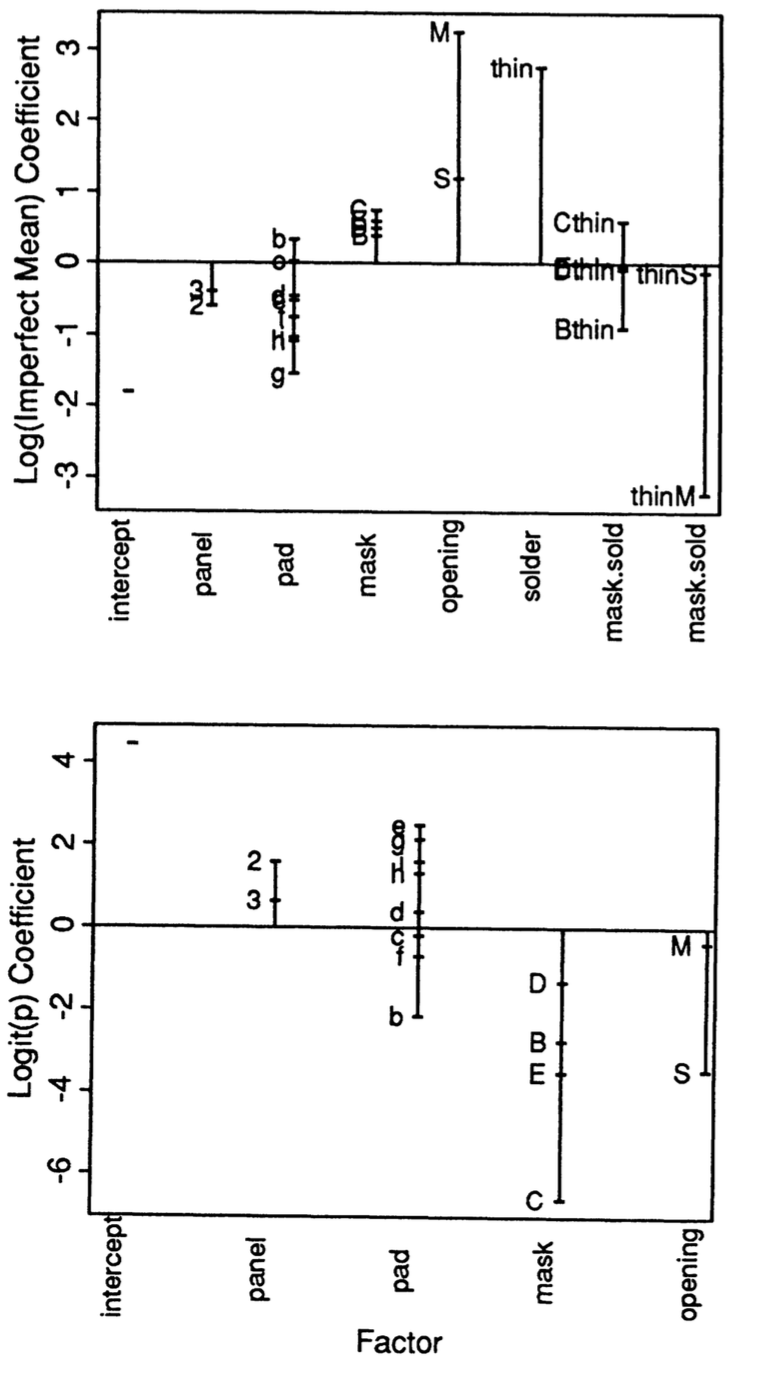 Log(Imperfect Mean) Coefficient
3
2
1
0
-1
-2
-3
M
thin
S
C
B
b
e
Cthin
thinS
3
2
d
f
h
g
Bthin
thinM
intercept
panel
pad
mask
opening
solder
mask.sold
mask.sold
Logit(p) Coefficient
4
2
0
-2
-4
-6
2
3
e
g
h
d
c
f
b
D
B
E
C
M
S
intercept
panel
pad
mask
opening
Factor